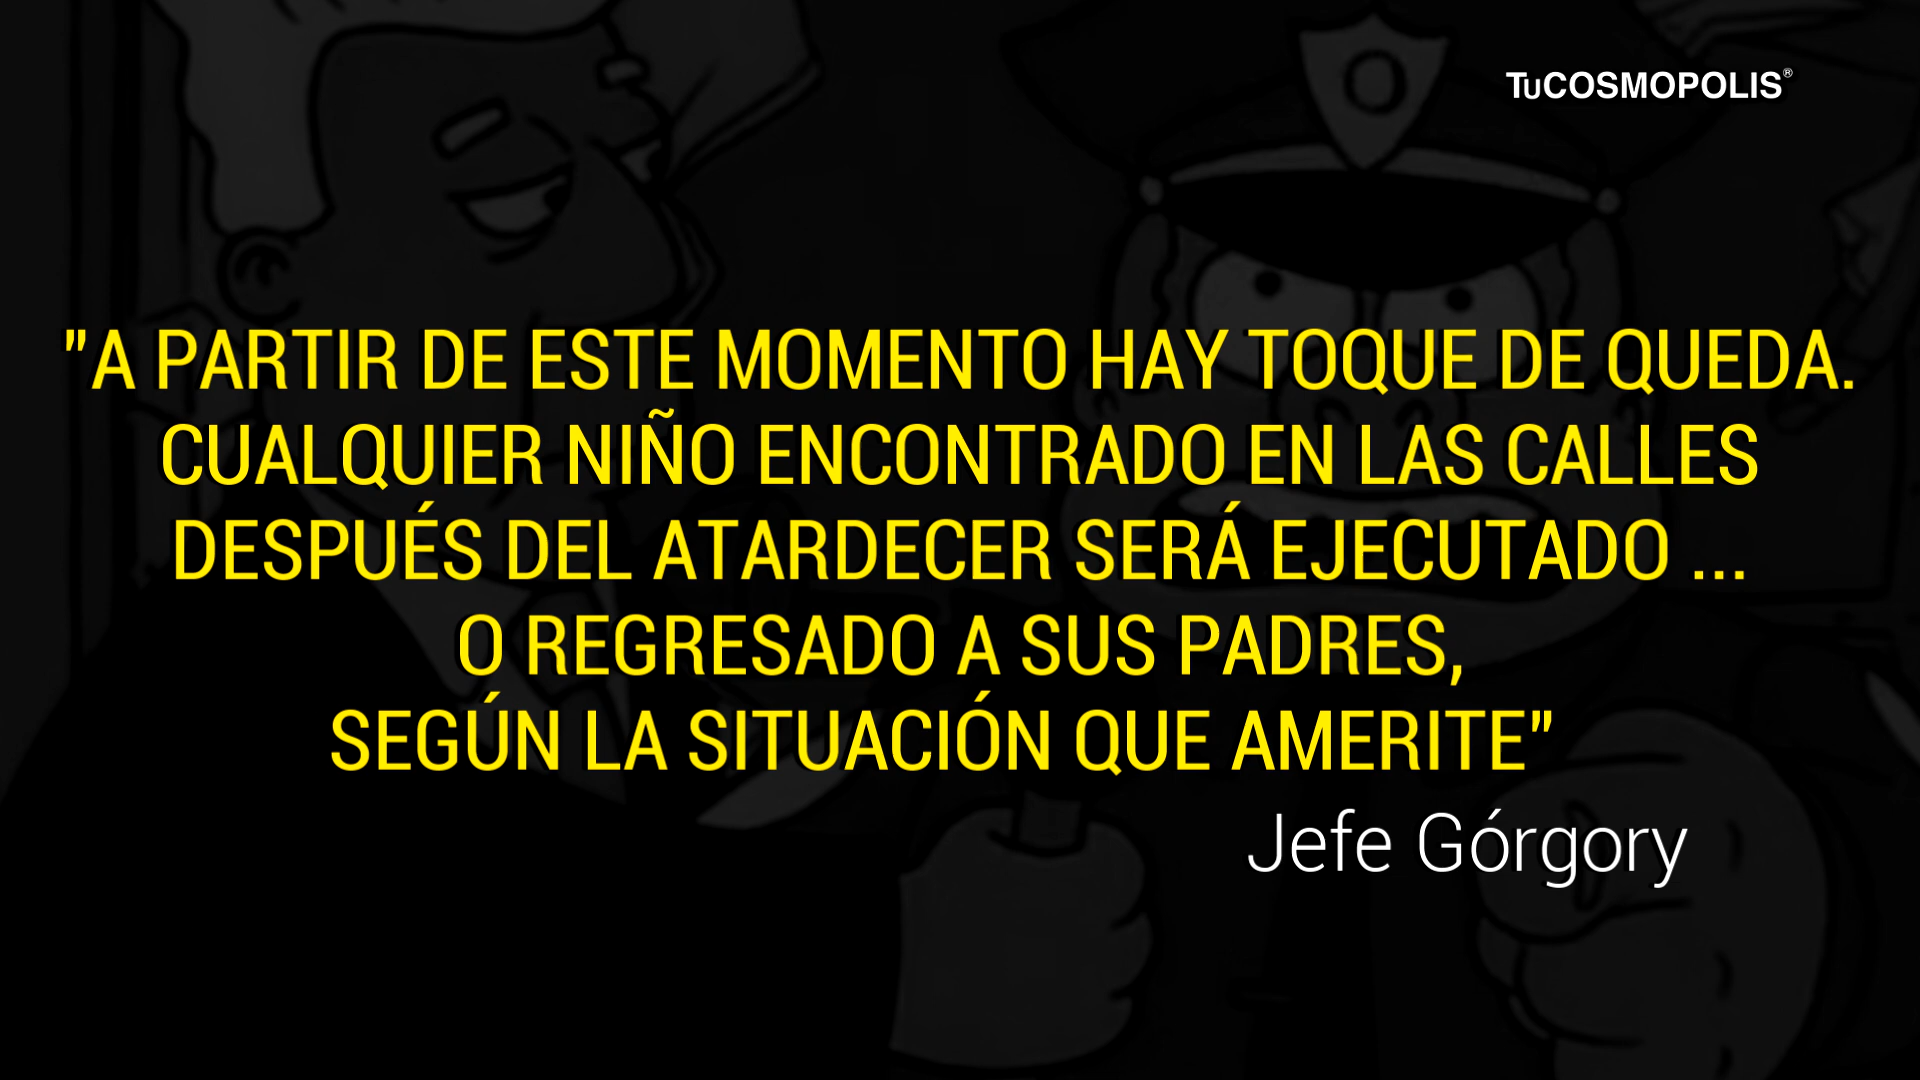 TuCOSMOPOLIS®
"A PARTIR DE ESTE MOMENTO HAY TOQUE DE QUEDA.
CUALQUIER NIÑO ENCONTRADO EN LAS CALLES
DESPUÉS DEL ATARDECER SERÁ EJECUTADO ...
O REGRESADO A SUS PADRES,
SEGÚN LA SITUACIÓN QUE AMERITE"
Jefe Górgory